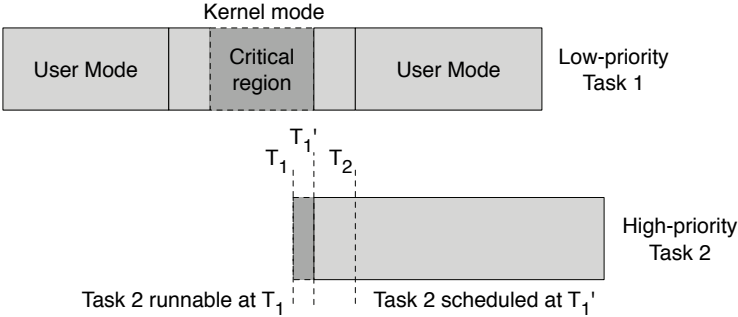 Kernel mode
User Mode
Critical
region
User Mode
Low-priority
Task 1
T1
T1'
T2
High-priority
Task 2
Task 2 runnable at T1
Task 2 scheduled at T1'